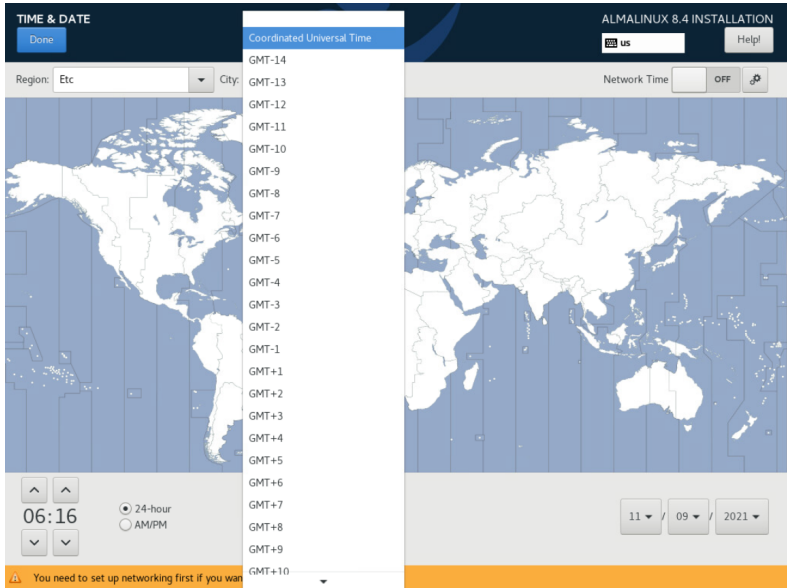 TIME & DATE
ALMALINUX 8.4 INSTALLATION
Done
us
Help!
Region: Etc
City:
Network Time
OFF
Coordinated Universal Time
GMT-14
GMT-13
GMT-12
GMT-11
GMT-10
GMT-9
GMT-8
GMT-7
GMT-6
GMT-5
GMT-4
GMT-3
GMT-2
GMT-1
GMT+1
GMT+2
GMT+3
GMT+4
GMT+5
GMT+6
GMT+7
GMT+8
GMT+9
GMT+10
06:16
24-hour
AM/PM
11 / 09 / 2021
You need to set up networking first if you wan